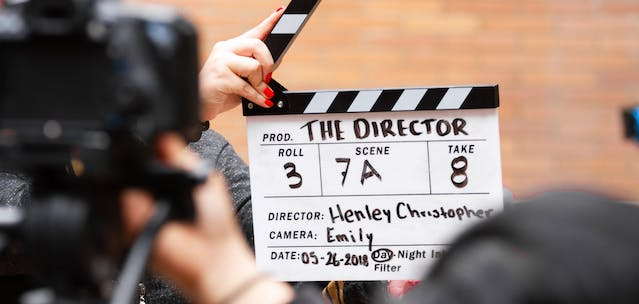 PROD. THE DIRECTOR
ROLL SCENE TAKE
3 7A 8
DIRECTOR: Henley Christopher
CAMERA: Emily
DATE: 05-26-2018 Day-Night Int
Filter